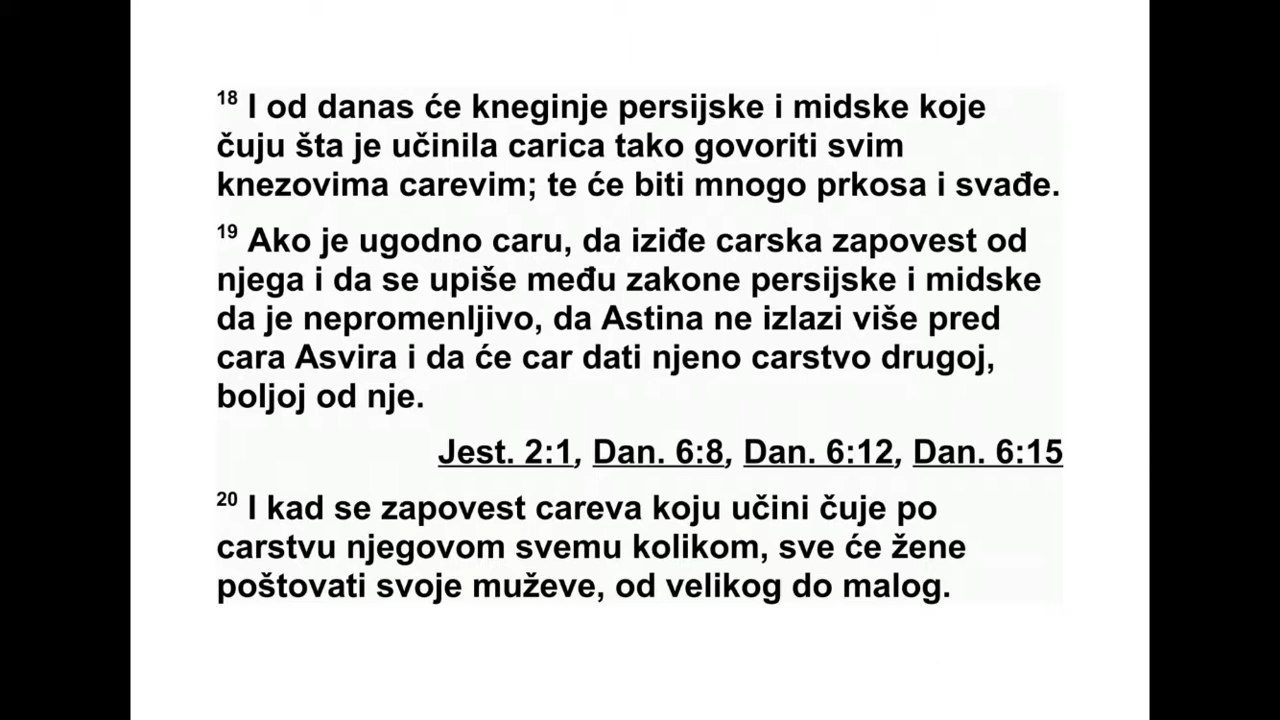 18 I od danas će kneginje persijske i midske koje
čuju šta je učinila carica tako govoriti svim
knezovima carevim; te će biti mnogo prkosa i svađe.
19 Ako je ugodno caru, da iziđe carska zapovest od
njega i da se upiše među zakone persijske i midske
da je nepromenljivo, da Astina ne izlazi više pred
cara Asvira i da će car dati njeno carstvo drugoj,
boljoj od nje.
Jest. 2:1, Dan. 6:8, Dan. 6:12, Dan. 6:15
20 I kad se zapovest careva koju učini čuje po
carstvu njegovom svemu kolikom, sve će žene
poštovati svoje muževe, od velikog do malog.